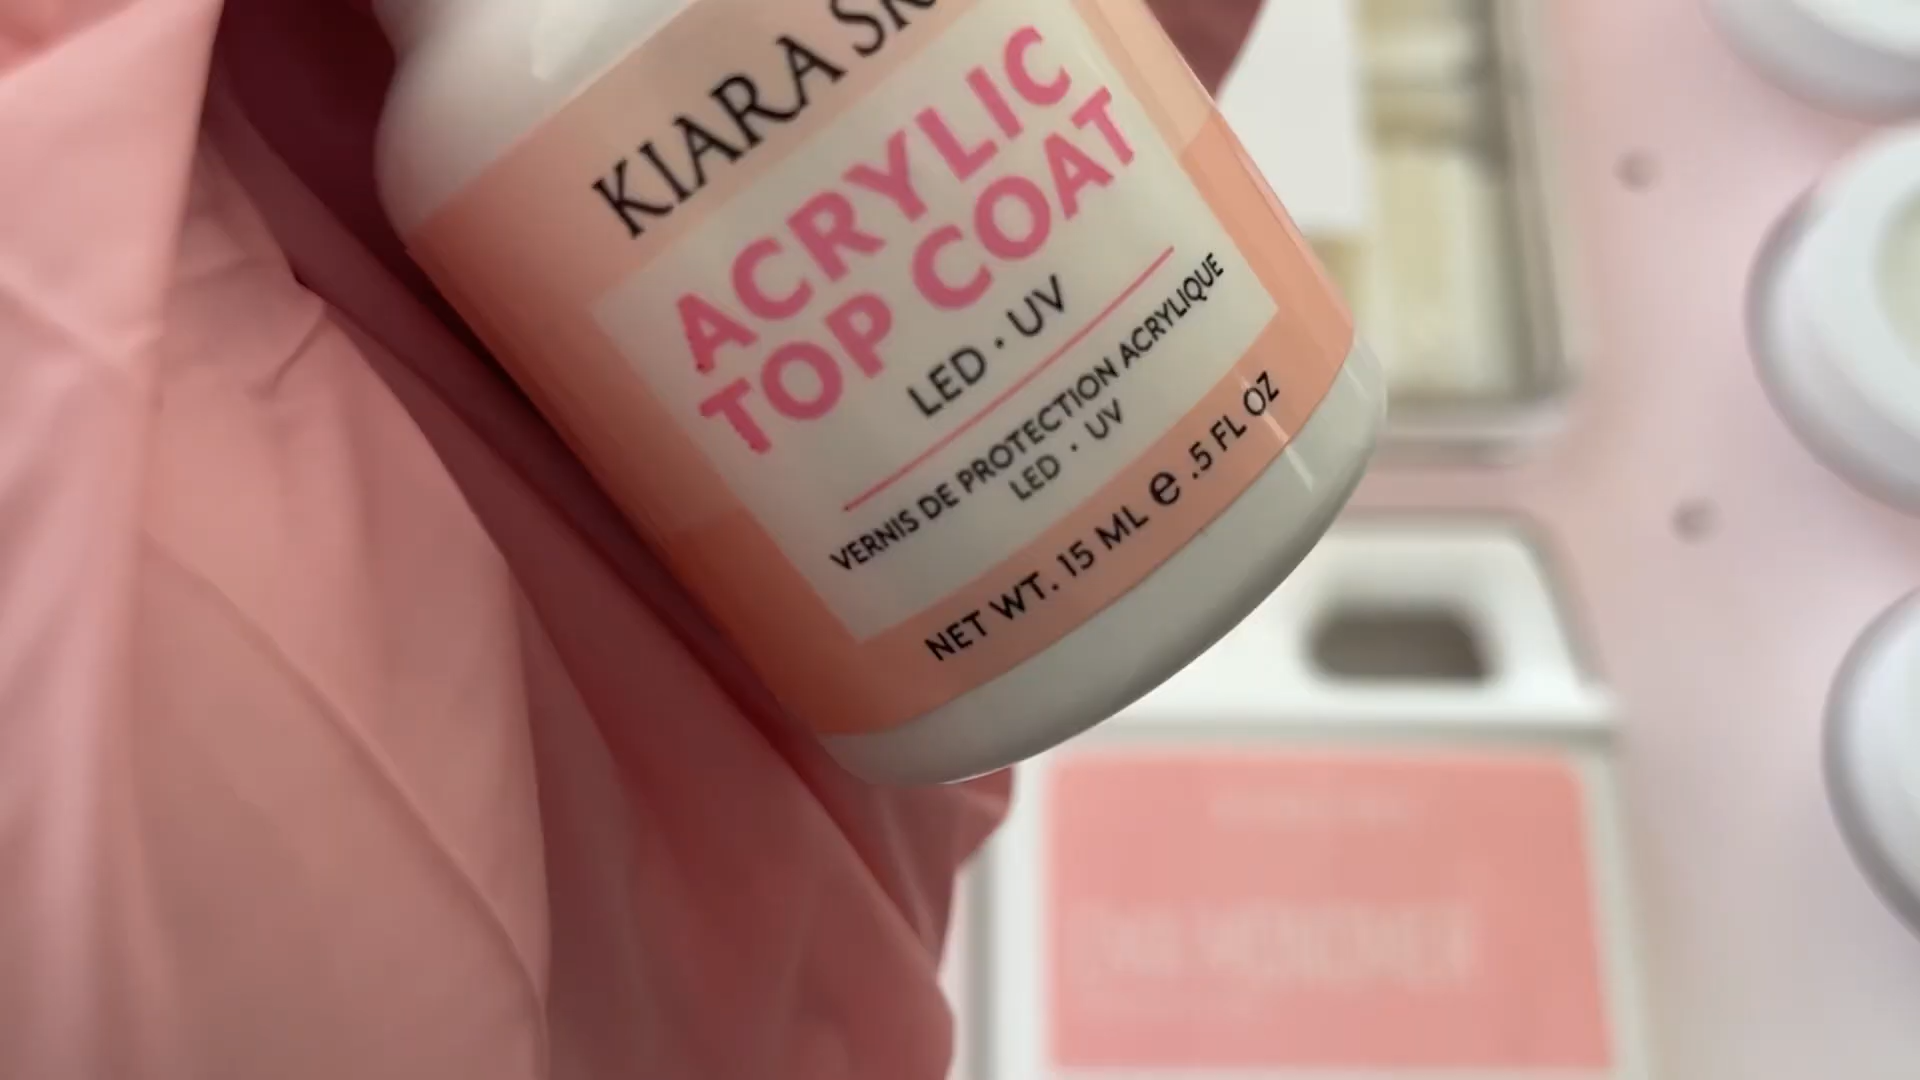 KIARA
ACRYLIC
TOP COAT
LED • UV
VERNIS DE PROTECTION ACRYLIQUE
LED • UV
NET WT. 15 ML e .5 FL OZ